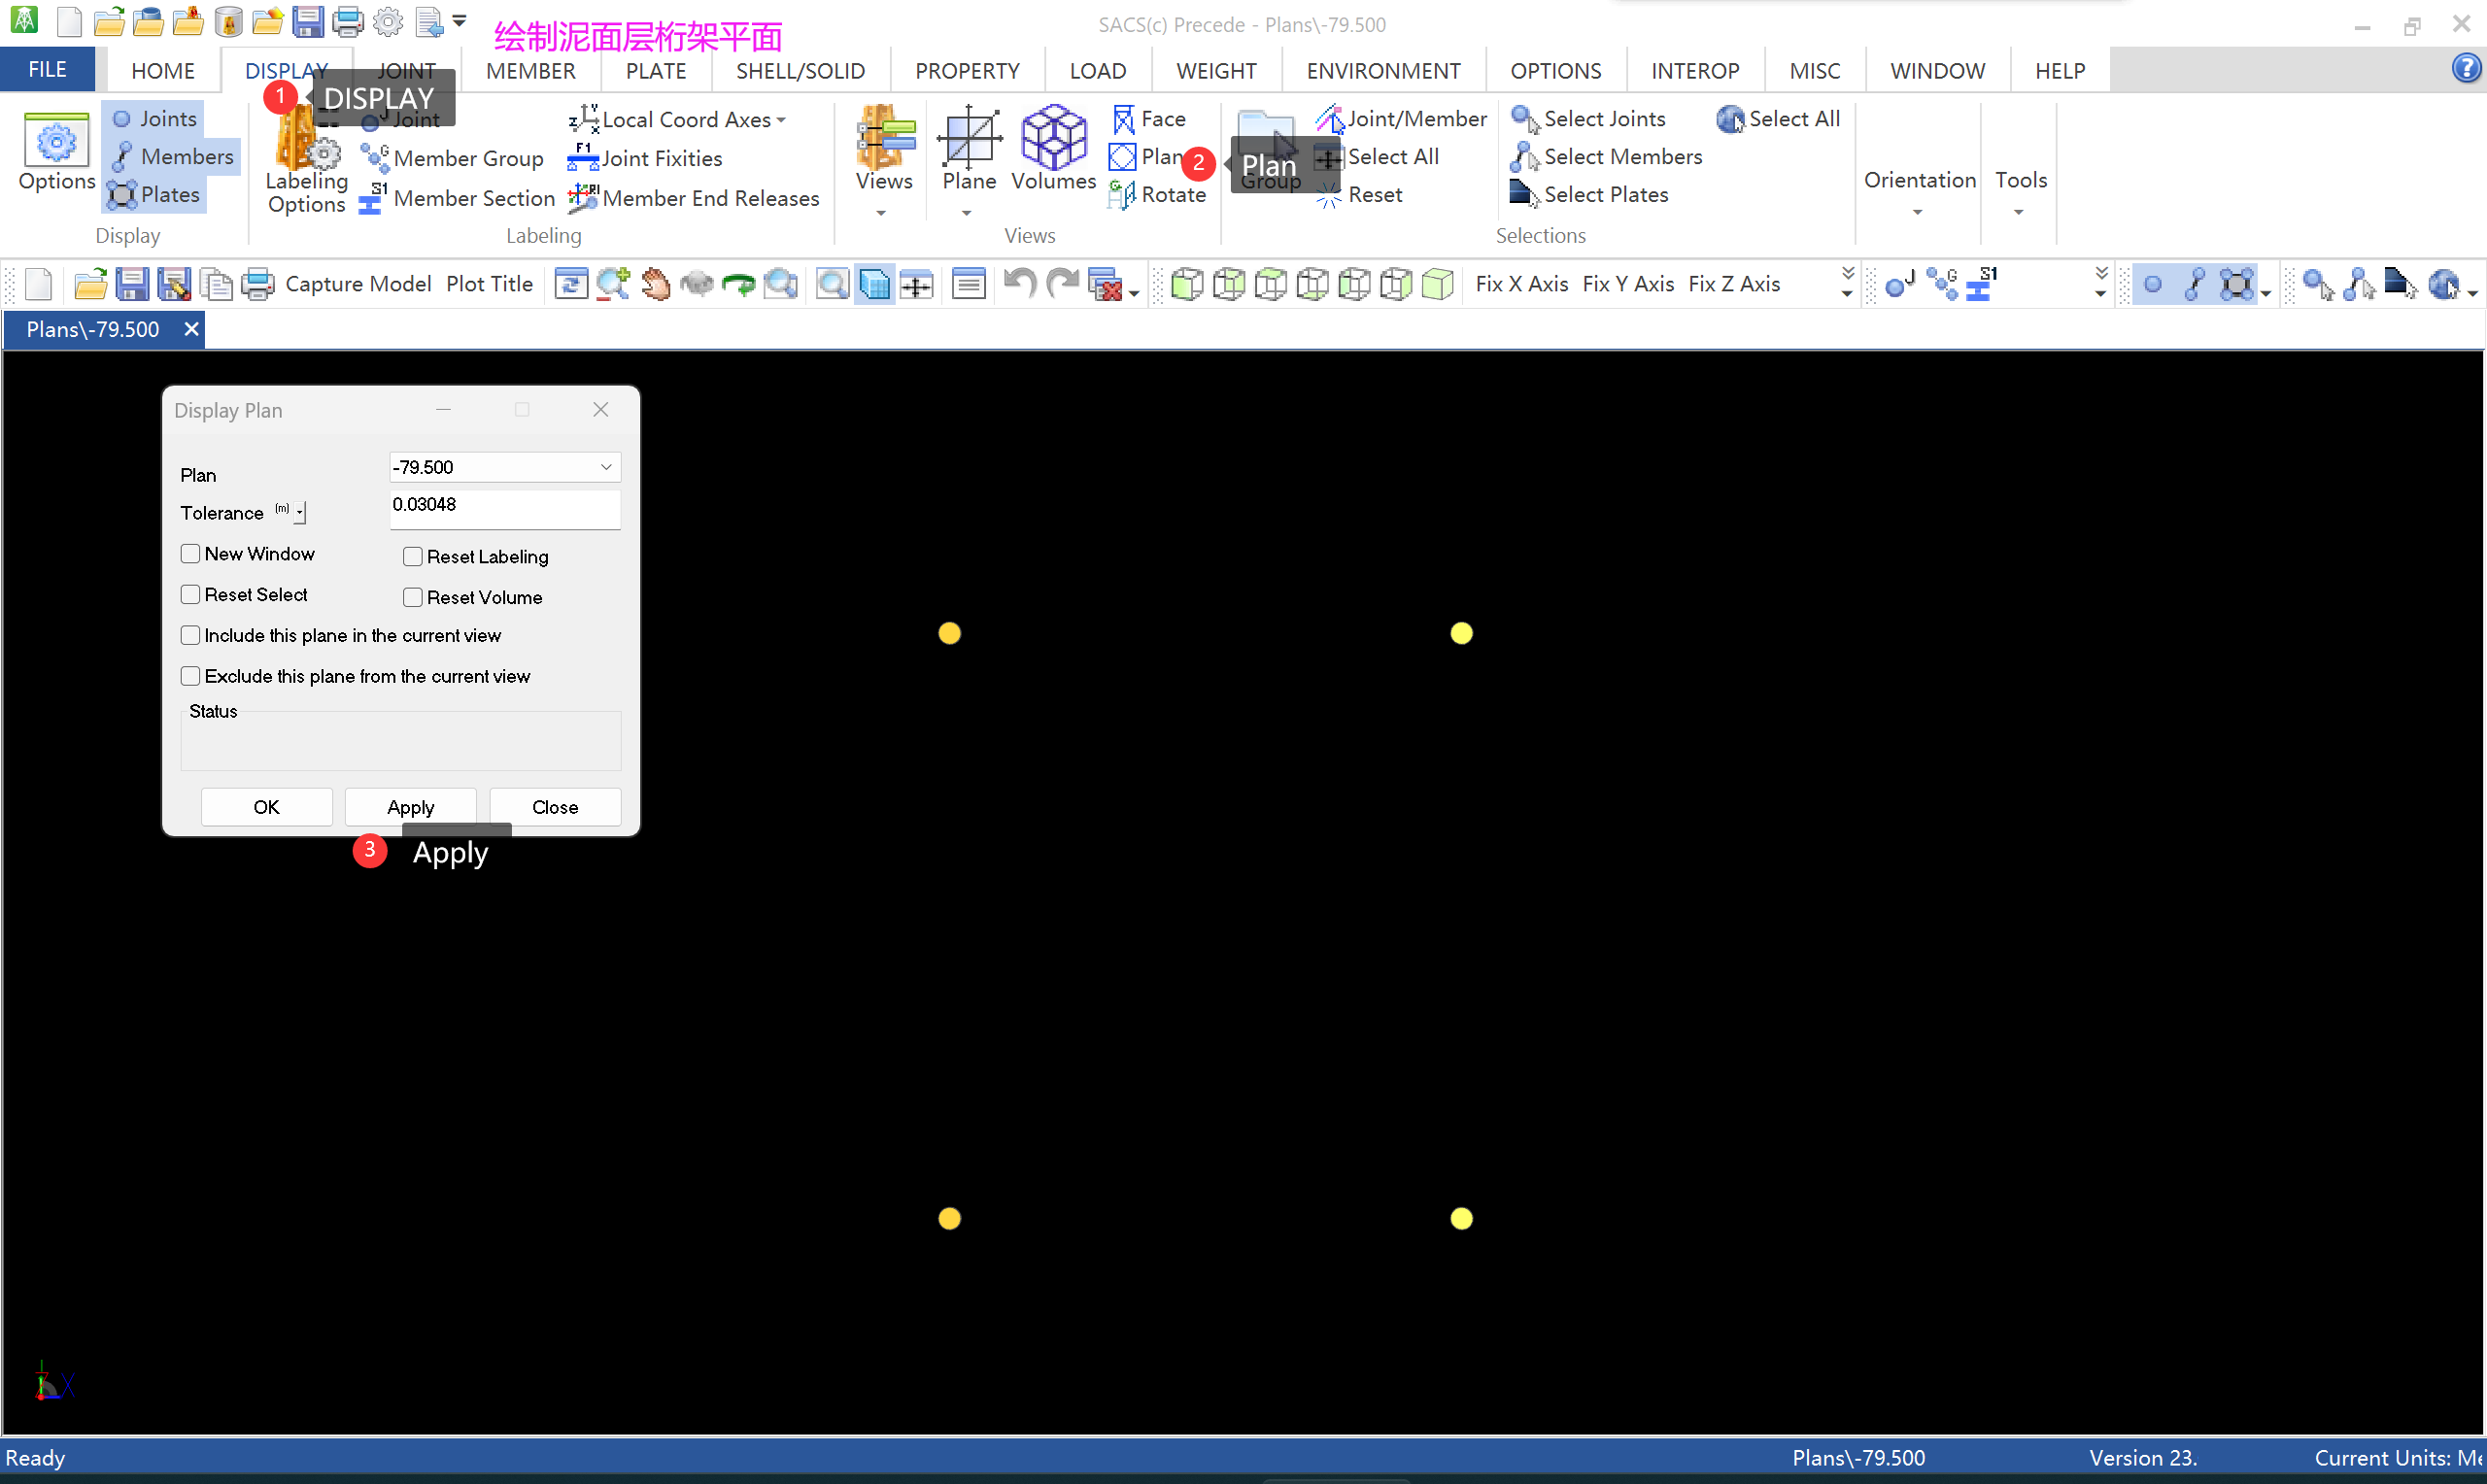 绘制泥面层桁架平面
SACS(c) Precede - Plans\-79.500
FILE HOME DISPLAY JOINT MEMBER PLATE SHELL/SOLID PROPERTY LOAD WEIGHT ENVIRONMENT OPTIONS INTEROP MISC WINDOW HELP
1 DISPLAY
Joints Joint Local Coord Axes Face Joint/Member Select Joints Select All
Members Member Group Joint Fixities Plan 2 Plan Select All Select Members
Options Labeling Options Views Plane Volumes Group Orientation Tools
Plates Member Section Member End Releases Rotate Reset Select Plates
Display Labeling Views Selections
Capture Model Plot Title Fix X Axis Fix Y Axis Fix Z Axis
Plans\-79.500
Display Plan
Plan -79.500
Tolerance (m) 0.03048
New Window Reset Labeling
Reset Select Reset Volume
Include this plane in the current view
Exclude this plane from the current view
Status
OK Apply Close
3 Apply
Ready Plans\-79.500 Version 23. Current Units: